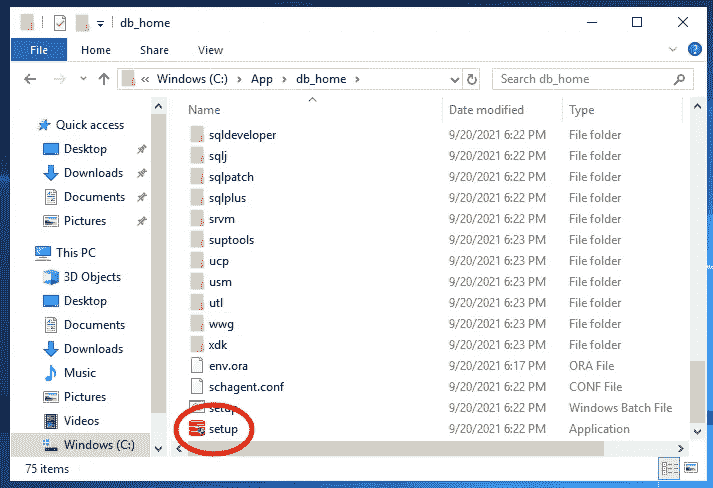 db_home
File Home Share View
« Windows (C:) > App > db_home > Search db_home
Name Date modified Type
Quick access
Desktop
Downloads
Documents
Pictures
This PC
3D Objects
Desktop
Documents
Downloads
Music
Pictures
Videos
Windows (C:)
sqldeveloper 9/20/2021 6:22 PM File folder
sqlj 9/20/2021 6:22 PM File folder
sqlpatch 9/20/2021 6:22 PM File folder
sqlplus 9/20/2021 6:22 PM File folder
srvm 9/20/2021 6:22 PM File folder
suptools 9/20/2021 6:23 PM File folder
ucp 9/20/2021 6:23 PM File folder
usm 9/20/2021 6:23 PM File folder
utl 9/20/2021 6:23 PM File folder
wwg 9/20/2021 6:23 PM File folder
xdk 9/20/2021 6:23 PM File folder
env.ora 9/20/2021 6:17 PM ORA File
schagent.conf 9/20/2021 6:22 PM CONF File
setup 9/20/2021 6:22 PM Windows Batch File
setup 9/20/2021 6:22 PM Application
75 items